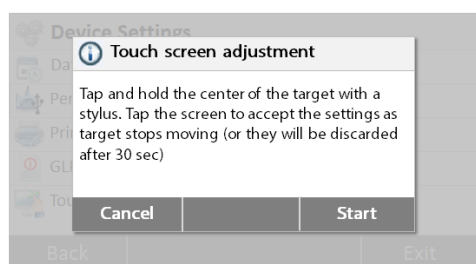 Device Settings
Touch screen adjustment
Tap and hold the center of the target with a
stylus. Tap the screen to accept the settings as
target stops moving (or they will be discarded
after 30 sec)
Cancel Start
Back Exit